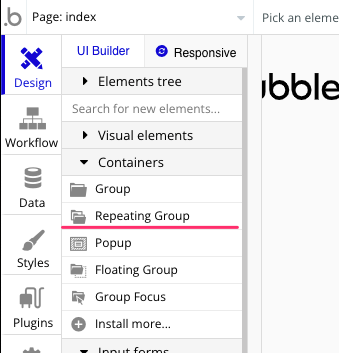 .b Page: index Pick an eleme
UI Builder Responsive
Design
Elements tree
Search for new elements...
ubble
Workflow
Visual elements
Containers
Data
Group
Repeating Group
Styles
Popup
Floating Group
Plugins
Group Focus
Install more...
Input forms